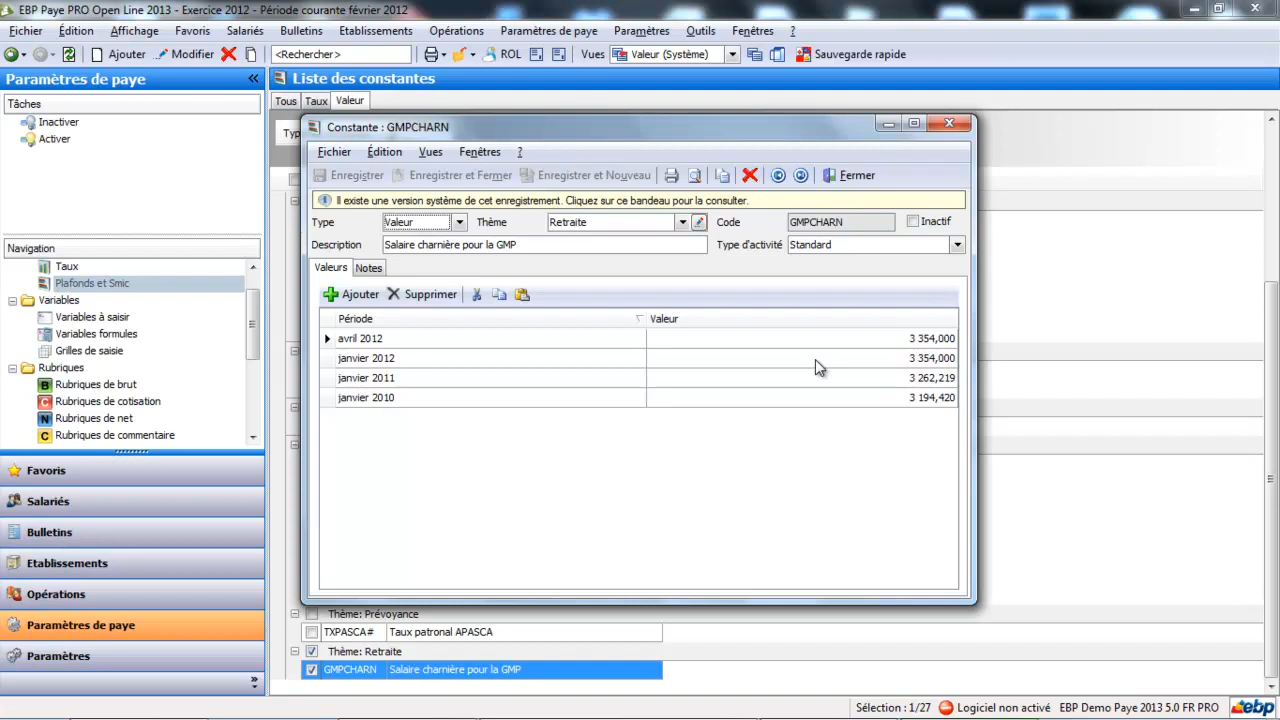 EBP Paye PRO Open Line 2013 - Exercice 2012 - Période courante février 2012
Fichier Édition Affichage Favoris Salariés Bulletins Etablissements Opérations Paramètres de paye Paramètres Outils Fenêtres ?
Ajouter Modifier <Rechercher> ROL Vues Valeur (Système) Sauvegarde rapide
Paramètres de paye «
Liste des constantes
Tâches
Inactiver
Activer
Tous Taux Valeur
Typ
Constante : GMPCHARN
Fichier Édition Vues Fenêtres ?
Enregistrer Enregistrer et Fermer Enregistrer et Nouveau Fermer
Il existe une version système de cet enregistrement. Cliquez sur ce bandeau pour la consulter.
Type Valeur Thème Retraite Code GMPCHARN Inactif
Description Salaire charnière pour la GMP Type d'activité Standard
Valeurs Notes
Ajouter Supprimer
Période Valeur
avril 2012 3 354,000
janvier 2012 3 354,000
janvier 2011 3 262,219
janvier 2010 3 194,420
Navigation
Taux
Plafonds et Smic
Variables
Variables à saisir
Variables formules
Grilles de saisie
Rubriques
B Rubriques de brut
C Rubriques de cotisation
N Rubriques de net
C Rubriques de commentaire
Favoris
Salariés
Bulletins
Etablissements
Opérations
Paramètres de paye
Paramètres
»
Thème: Prévoyance
TXPASCA# Taux patronal APASCA
Thème: Retraite
GMPCHARN Salaire charnière pour la GMP
Sélection : 1/27 Logiciel non activé EBP Demo Paye 2013 5.0 FR PRO ebp